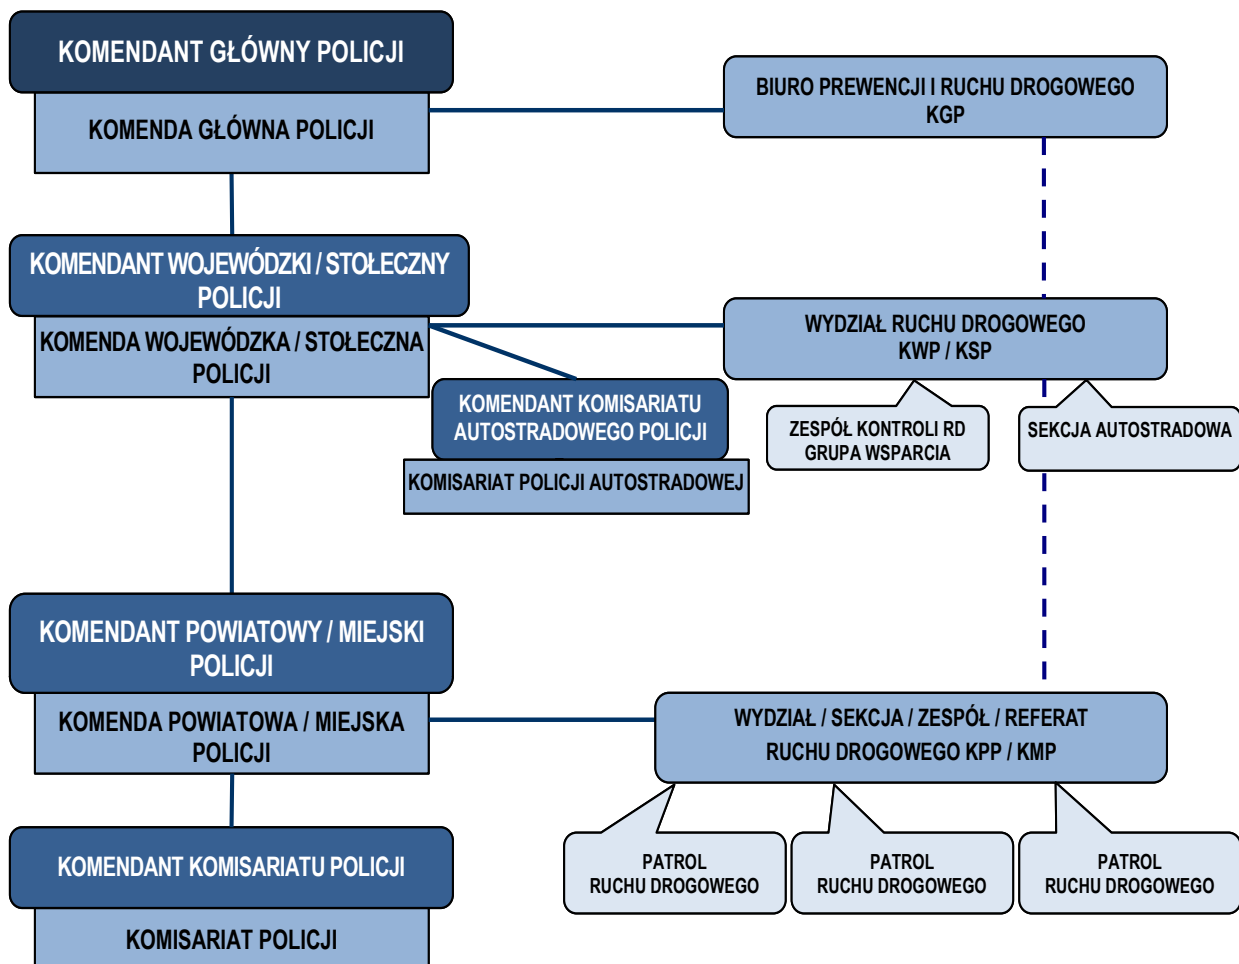 KOMENDANT GŁÓWNY POLICJI
KOMENDA GŁÓWNA POLICJI
BIURO PREWENCJI I RUCHU DROGOWEGO
KGP
KOMENDANT WOJEWÓDZKI / STOŁECZNY
POLICJI
KOMENDA WOJEWÓDZKA / STOŁECZNA
POLICJI
WYDZIAŁ RUCHU DROGOWEGO
KWP / KSP
KOMENDANT KOMISARIATU
AUTOSTRADOWEGO POLICJI
KOMISARIAT POLICJI AUTOSTRADOWEJ
ZESPÓŁ KONTROLI RD
GRUPA WSPARCIA
SEKCJA AUTOSTRADOWA
KOMENDANT POWIATOWY / MIEJSKI
POLICJI
KOMENDA POWIATOWA / MIEJSKA
POLICJI
WYDZIAŁ / SEKCJA / ZESPÓŁ / REFERAT
RUCHU DROGOWEGO KPP / KMP
PATROL
RUCHU DROGOWEGO
PATROL
RUCHU DROGOWEGO
PATROL
RUCHU DROGOWEGO
KOMENDANT KOMISARIATU POLICJI
KOMISARIAT POLICJI